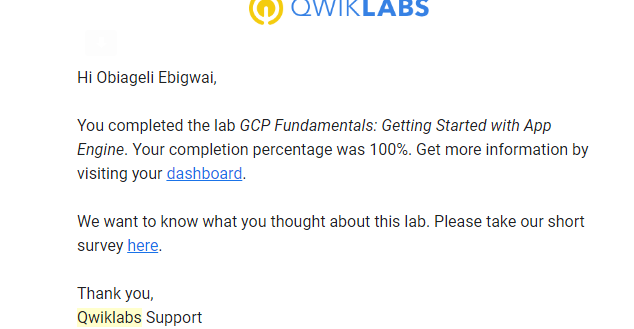 QWIKLABS
Hi Obiageli Ebigwai,
You completed the lab GCP Fundamentals: Getting Started with App
Engine. Your completion percentage was 100%. Get more information by
visiting your dashboard.
We want to know what you thought about this lab. Please take our short
survey here.
Thank you,
Qwiklabs Support